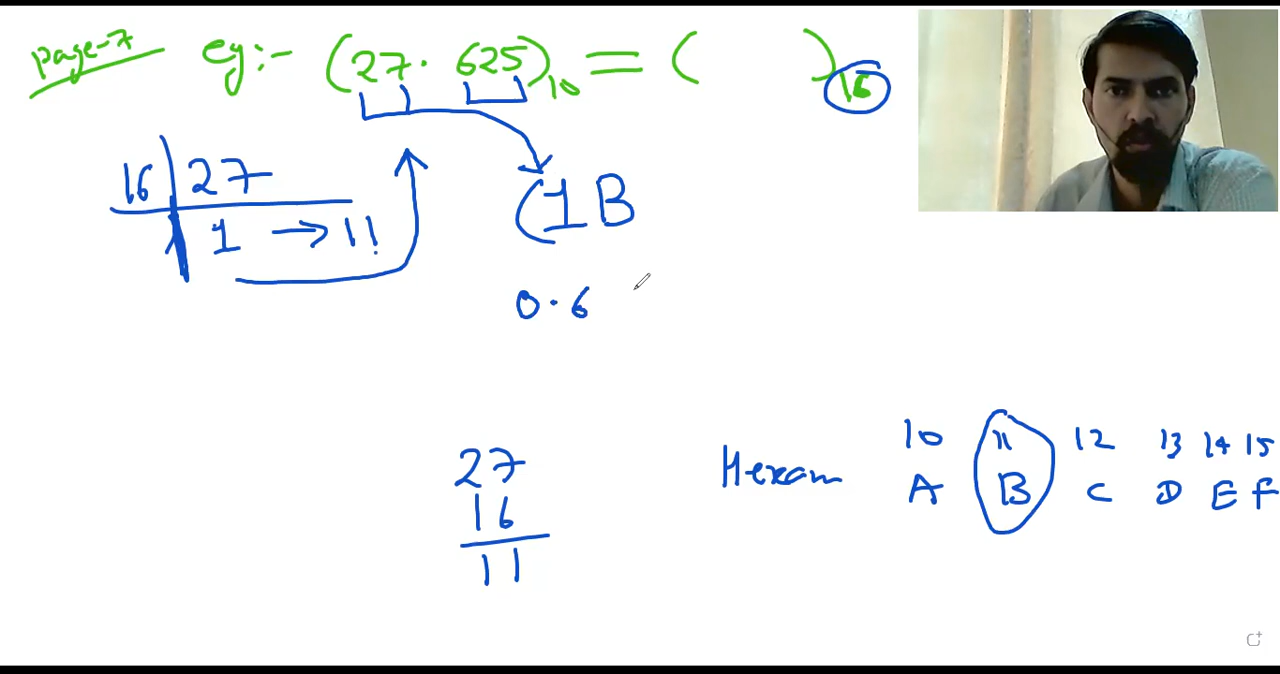 page-7 eg:- (27.625)10 = ( )16
16 27
1 → 11
(1B
0.6
27
16
11
Hexam
10 11 12 13 14 15
A B C D E F